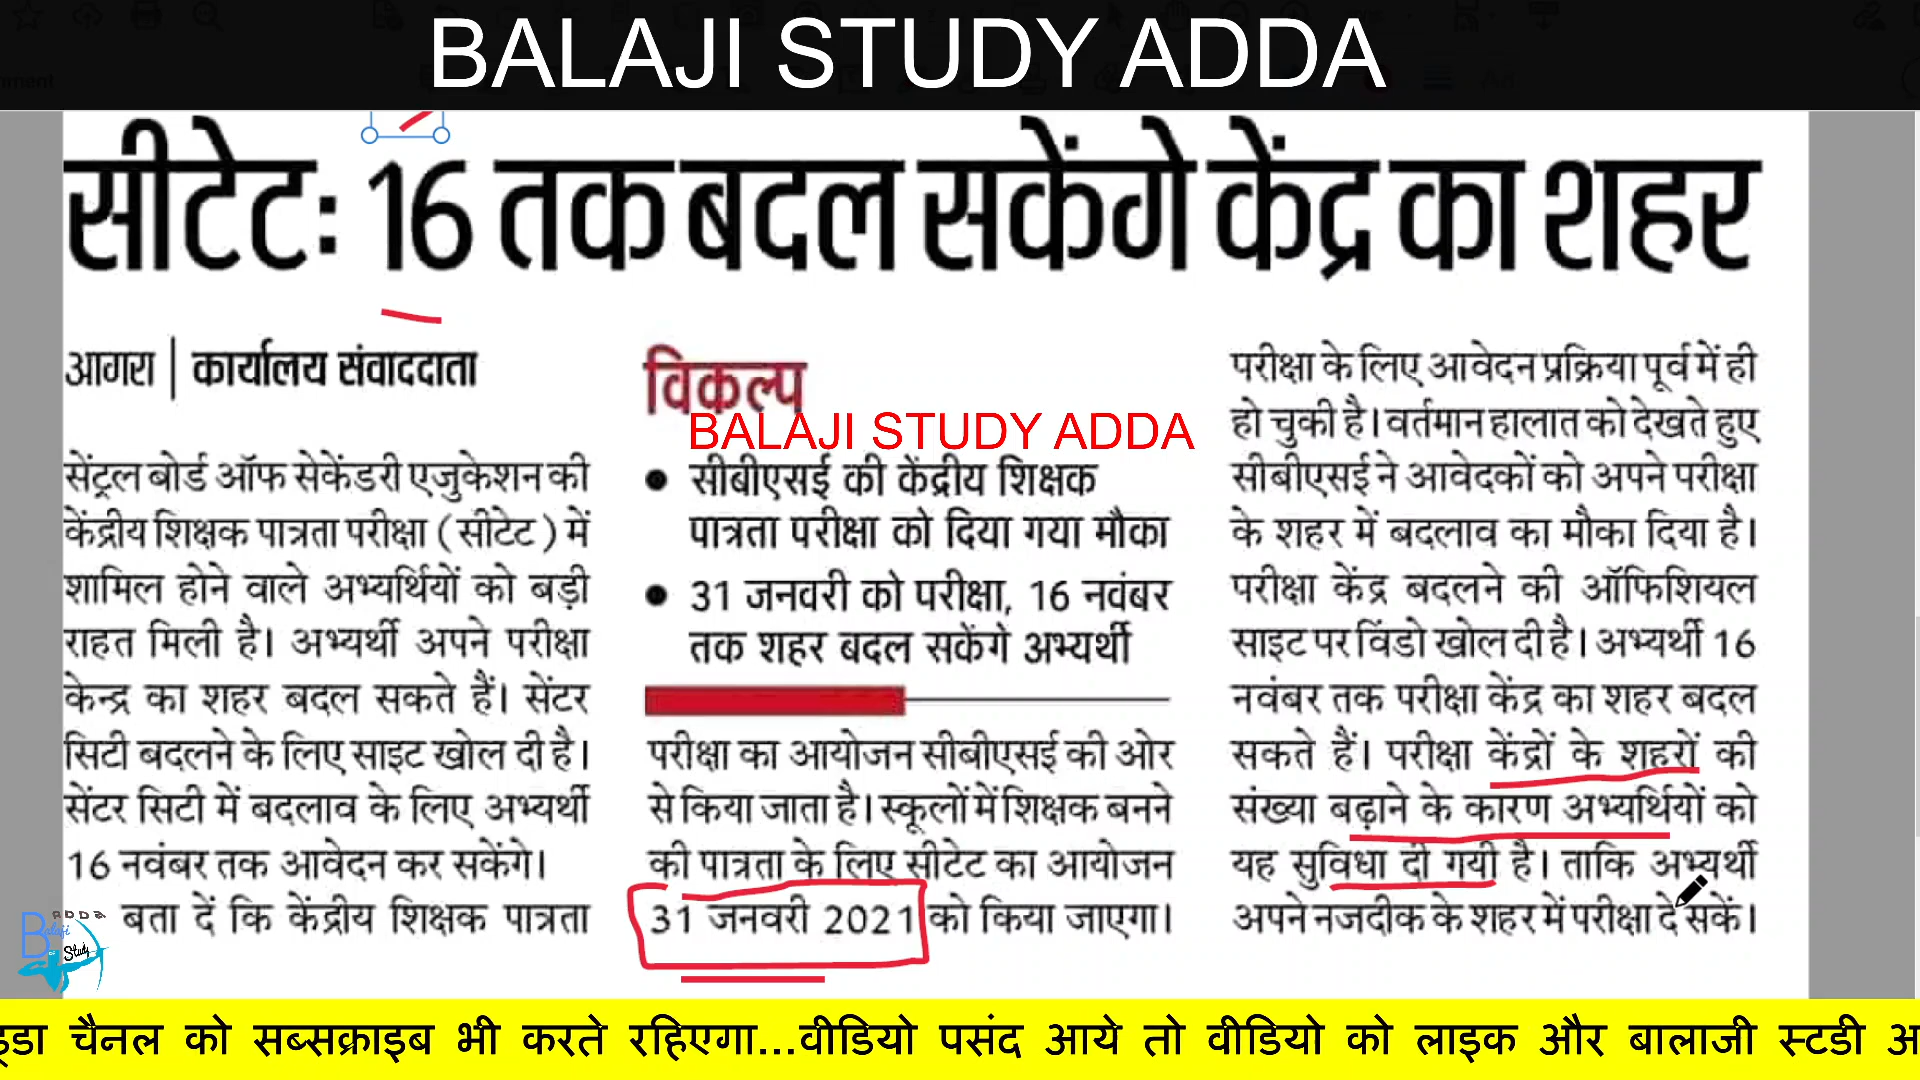 BALAJI STUDY ADDA
सीटेट: 16 तक बदल सकेंगे केंद्र का शहर
आगरा | कार्यालय संवाददाता
सेंट्रल बोर्ड ऑफ सेकेंडरी एजुकेशन की
केंद्रीय शिक्षक पात्रता परीक्षा (सीटेट) में
शामिल होने वाले अभ्यर्थियों को बड़ी
राहत मिली है। अभ्यर्थी अपने परीक्षा
केन्द्र का शहर बदल सकते हैं। सेंटर
सिटी बदलने के लिए साइट खोल दी है।
सेंटर सिटी में बदलाव के लिए अभ्यर्थी
16 नवंबर तक आवेदन कर सकेंगे।
बता दें कि केंद्रीय शिक्षक पात्रता
विकल्प
BALAJI STUDY ADDA
• सीबीएसई की केंद्रीय शिक्षक
पात्रता परीक्षा को दिया गया मौका
• 31 जनवरी को परीक्षा, 16 नवंबर
तक शहर बदल सकेंगे अभ्यर्थी
परीक्षा का आयोजन सीबीएसई की ओर
से किया जाता है। स्कूलों में शिक्षक बनने
की पात्रता के लिए सीटेट का आयोजन
31 जनवरी 2021 को किया जाएगा।
परीक्षा के लिए आवेदन प्रक्रिया पूर्व में ही
हो चुकी है। वर्तमान हालात को देखते हुए
सीबीएसई ने आवेदकों को अपने परीक्षा
के शहर में बदलाव का मौका दिया है।
परीक्षा केंद्र बदलने की ऑफिशियल
साइट पर विंडो खोल दी है। अभ्यर्थी 16
नवंबर तक परीक्षा केंद्र का शहर बदल
सकते हैं। परीक्षा केंद्रों के शहरों की
संख्या बढ़ाने के कारण अभ्यर्थियों को
यह सुविधा दी गयी है। ताकि अभ्यर्थी
अपने नजदीक के शहर में परीक्षा दे सकें।
ADDA
Balaji
Study
चैनल को सब्सक्राइब भी करते रहिएगा...वीडियो पसंद आये तो वीडियो को लाइक और बालाजी स्टडी